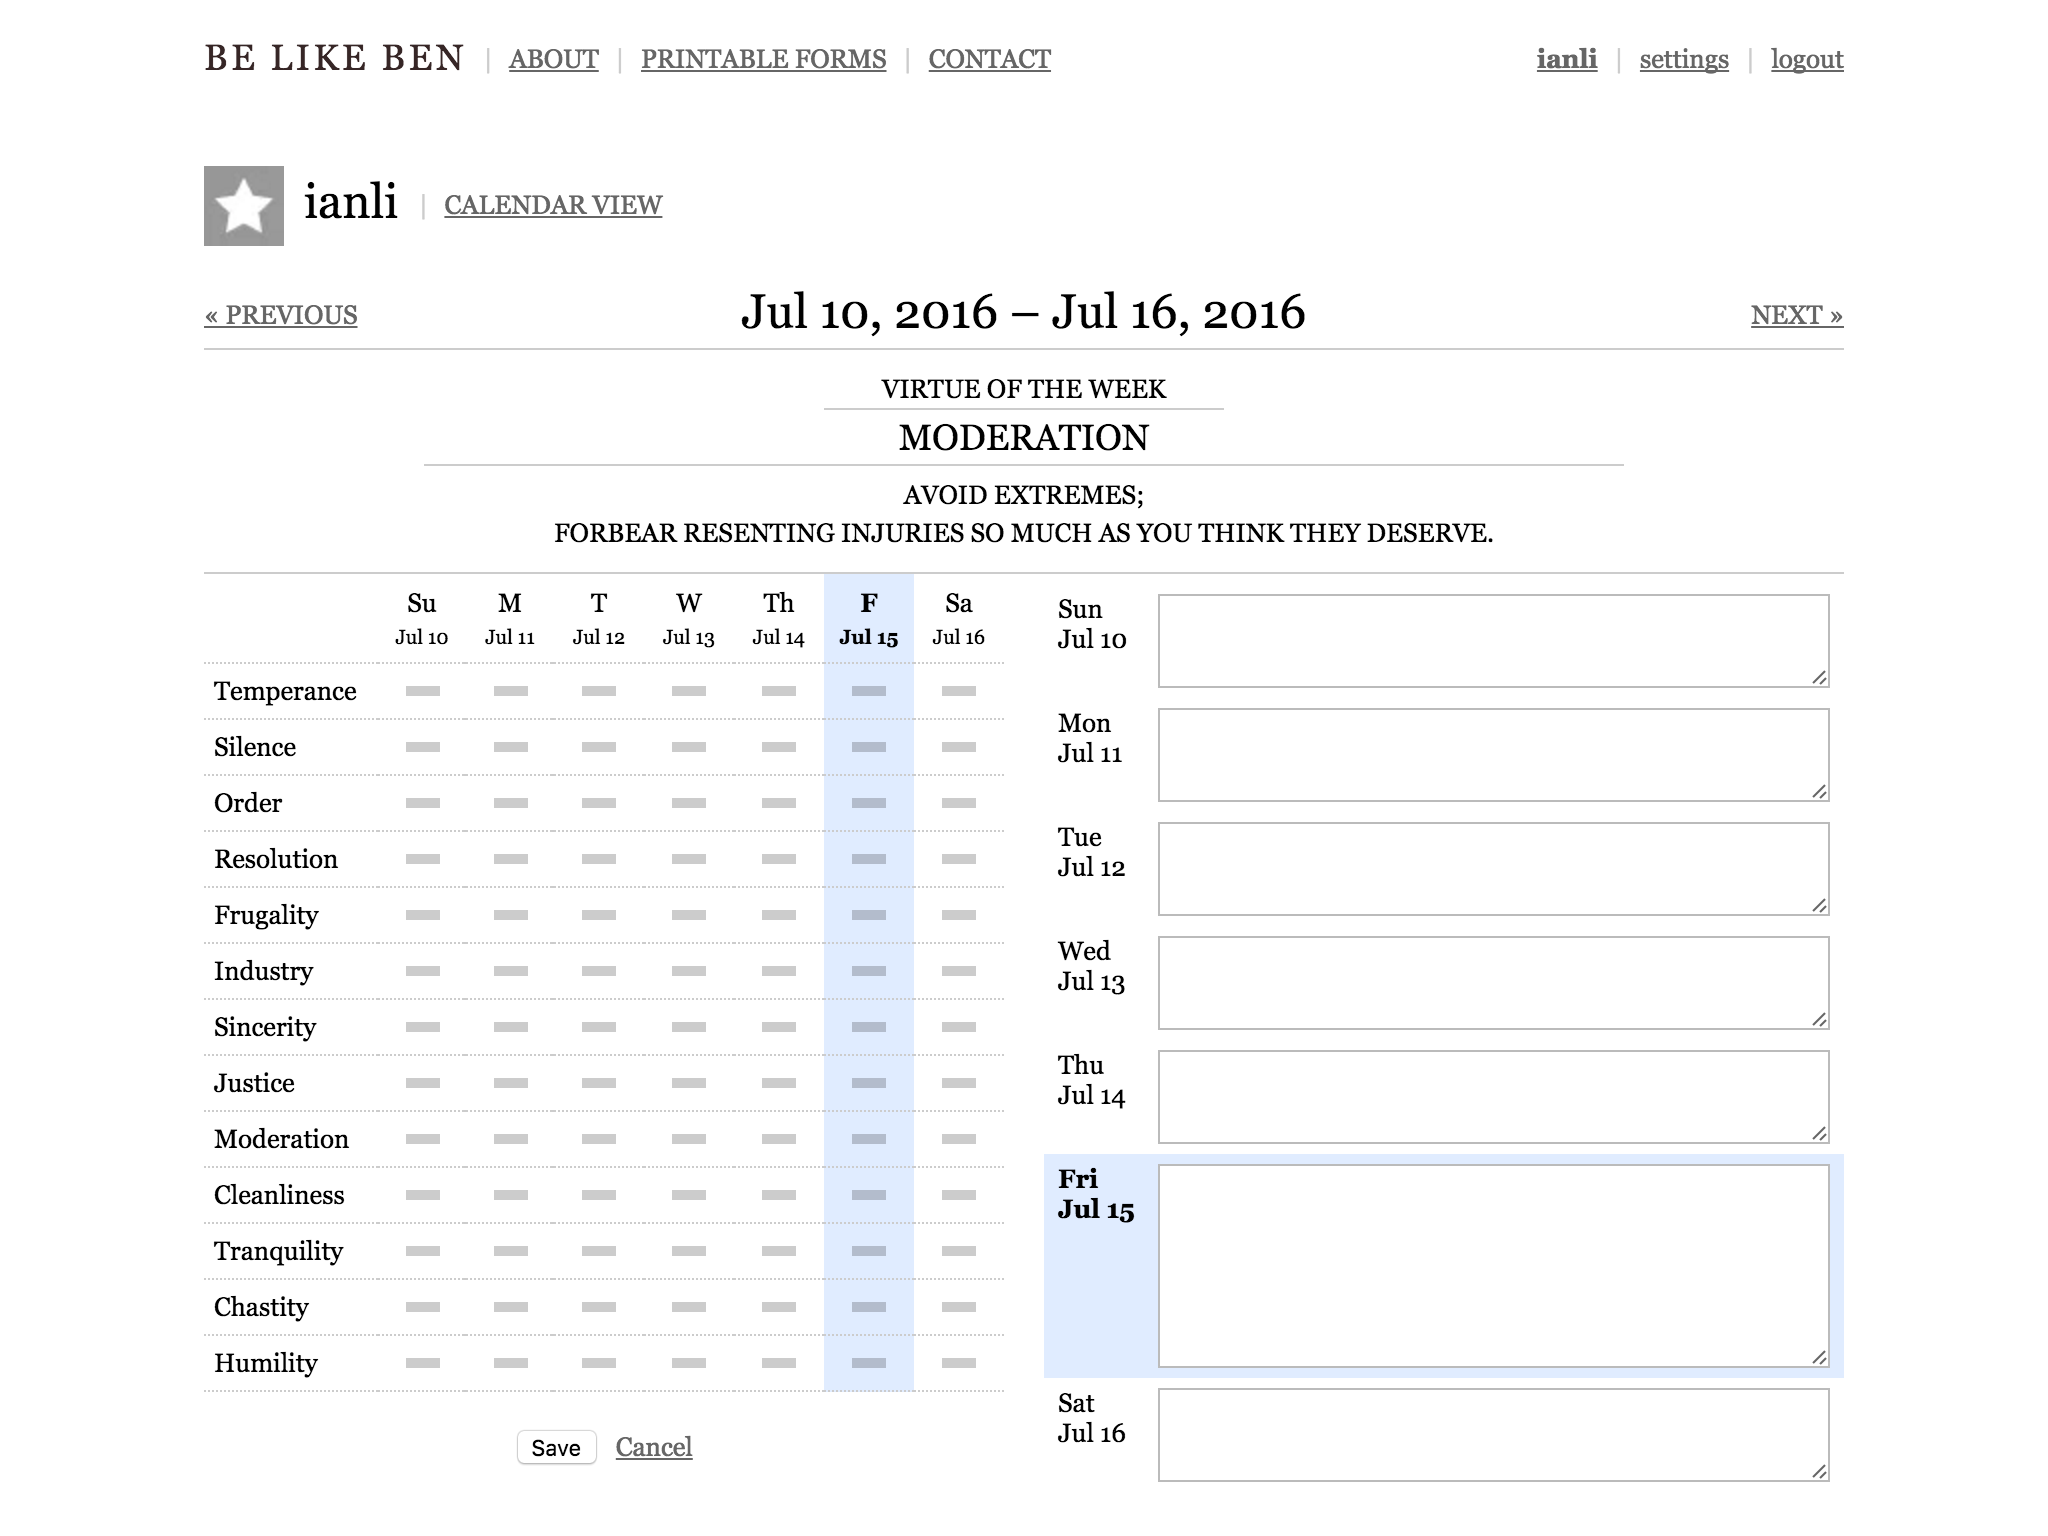 BE LIKE BEN | ABOUT | PRINTABLE FORMS | CONTACT
ianli | settings | logout
ianli | CALENDAR VIEW
« PREVIOUS
Jul 10, 2016 – Jul 16, 2016
NEXT »
VIRTUE OF THE WEEK
MODERATION
AVOID EXTREMES;
FORBEAR RESENTING INJURIES SO MUCH AS YOU THINK THEY DESERVE.
Su M T W Th F Sa
Jul 10 Jul 11 Jul 12 Jul 13 Jul 14 Jul 15 Jul 16
Temperance
Silence
Order
Resolution
Frugality
Industry
Sincerity
Justice
Moderation
Cleanliness
Tranquility
Chastity
Humility
Save Cancel
Sun
Jul 10
Mon
Jul 11
Tue
Jul 12
Wed
Jul 13
Thu
Jul 14
Fri
Jul 15
Sat
Jul 16